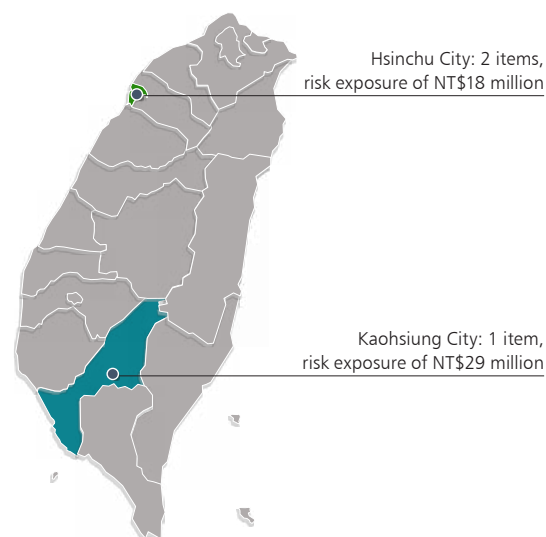 Hsinchu City: 2 items,
risk exposure of NT$18 million
Kaohsiung City: 1 item,
risk exposure of NT$29 million